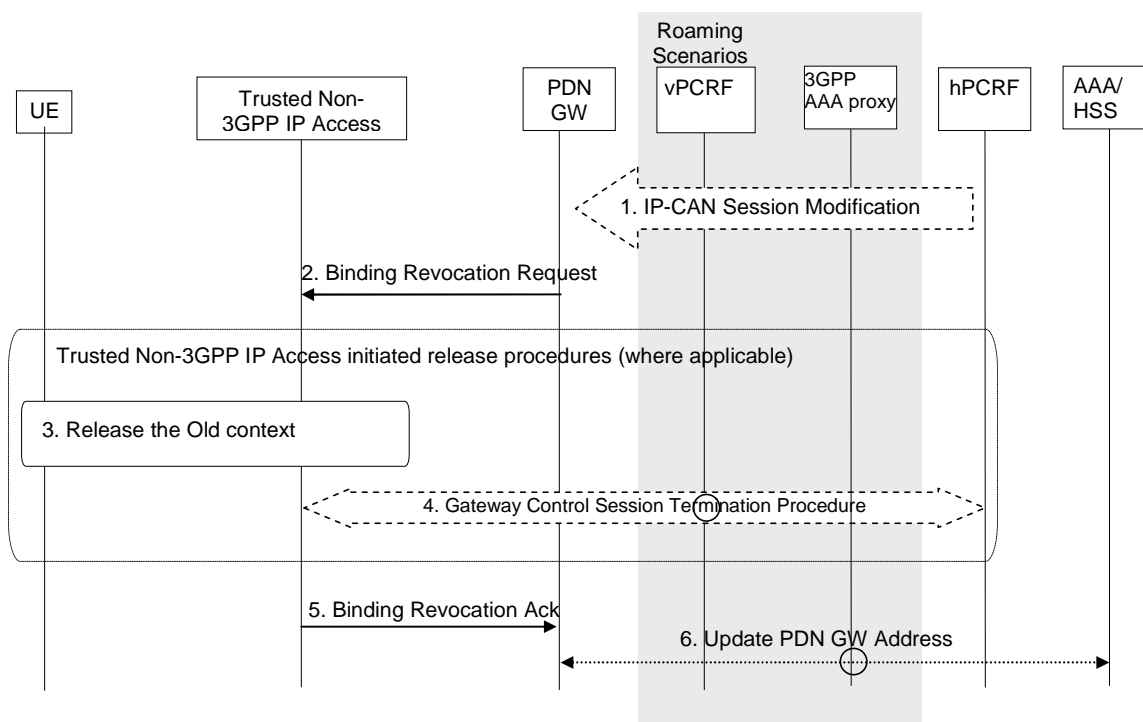 Roaming
Scenarios
UE
Trusted Non-
3GPP IP Access
PDN
GW
vPCRF
3GPP
AAA proxy
hPCRF
AAA/
HSS
1. IP-CAN Session Modification
2. Binding Revocation Request
Trusted Non-3GPP IP Access initiated release procedures (where applicable)
3. Release the Old context
4. Gateway Control Session Termination Procedure
5. Binding Revocation Ack
6. Update PDN GW Address